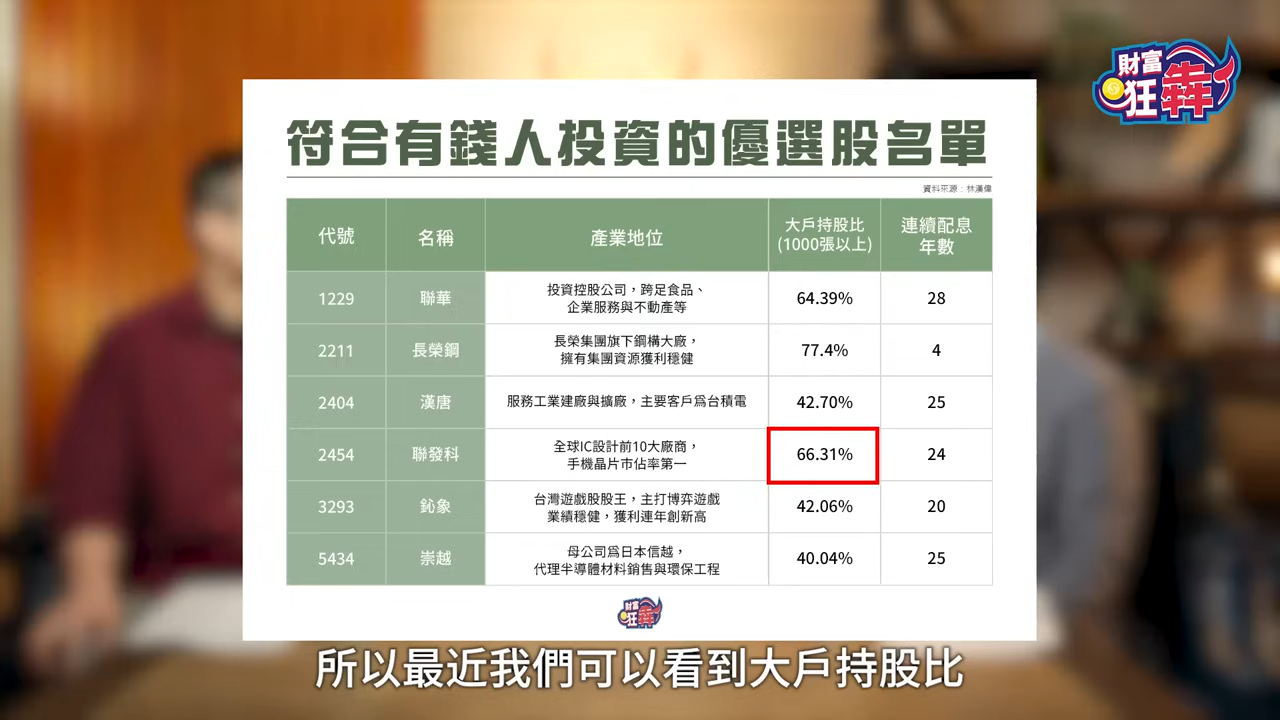 財富
狂犇
符合有錢人投資的優選股名單
資料來源：林漢偉
代號 名稱 產業地位 大戶持股比 (1000張以上) 連續配息 年數
1229 聯華 投資控股公司，跨足食品、 企業服務與不動產等 64.39% 28
2211 長榮鋼 長榮集團旗下鋼構大廠， 擁有集團資源獲利穩健 77.4% 4
2404 漢唐 服務工業建廠與擴廠，主要客戶為台積電 42.70% 25
2454 聯發科 全球IC設計前10大廠商， 手機晶片市佔率第一 66.31% 24
3293 鈊象 台灣遊戲股股王，主打博弈遊戲 業績穩健，獲利連年創新高 42.06% 20
5434 崇越 母公司為日本信越， 代理半導體材料銷售與環保工程 40.04% 25
財富
狂犇
所以最近我們可以看到大戶持股比